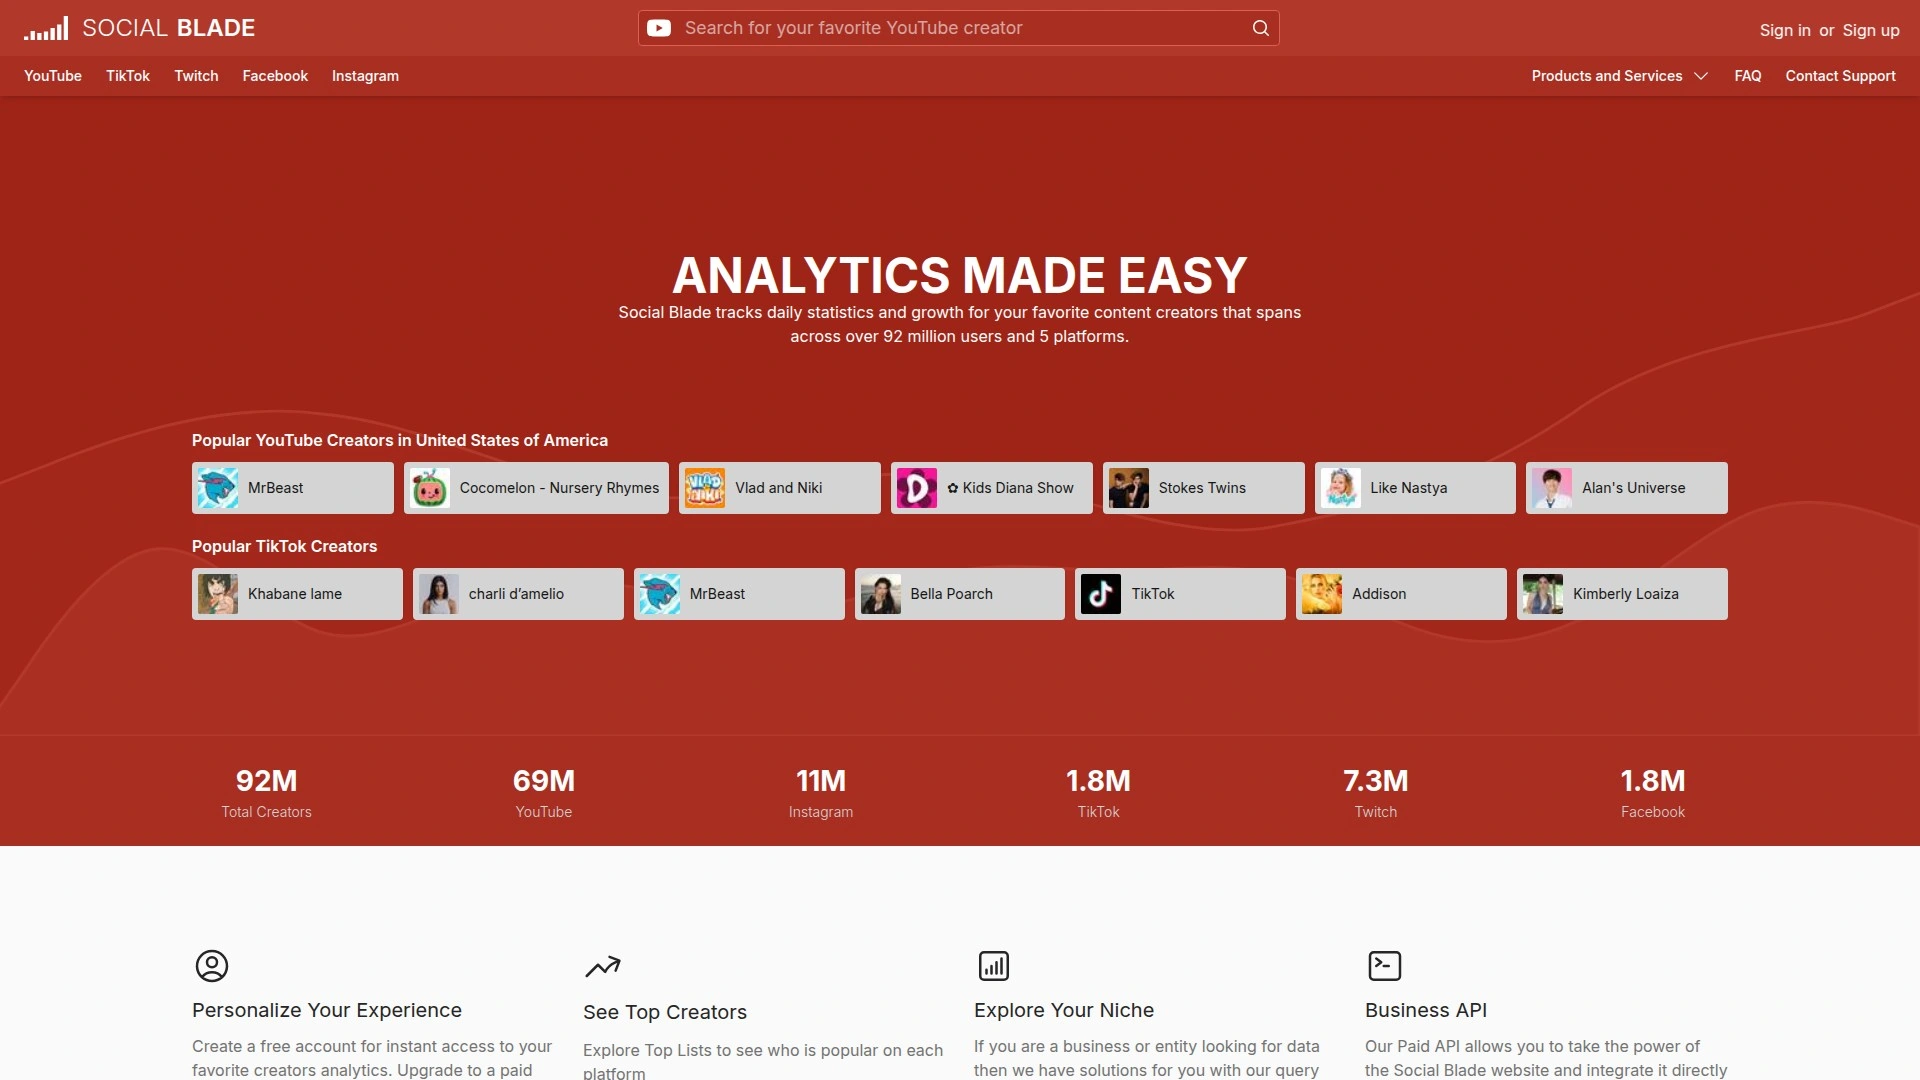 SOCIAL BLADE
Search for your favorite YouTube creator
Sign in or Sign up
YouTube TikTok Twitch Facebook Instagram
Products and Services FAQ Contact Support
ANALYTICS MADE EASY
Social Blade tracks daily statistics and growth for your favorite content creators that spans
across over 92 million users and 5 platforms.
Popular YouTube Creators in United States of America
MrBeast
Cocomelon - Nursery Rhymes
Vlad and Niki
✿ Kids Diana Show
Stokes Twins
Like Nastya
Alan's Universe
Popular TikTok Creators
Khabane lame
charli d’amelio
MrBeast
Bella Poarch
TikTok
Addison
Kimberly Loaiza
92M
Total Creators
69M
YouTube
11M
Instagram
1.8M
TikTok
7.3M
Twitch
1.8M
Facebook
Personalize Your Experience
Create a free account for instant access to your
favorite creators analytics. Upgrade to a paid
See Top Creators
Explore Top Lists to see who is popular on each
platform
Explore Your Niche
If you are a business or entity looking for data
then we have solutions for you with our query
Business API
Our Paid API allows you to take the power of
the Social Blade website and integrate it directly